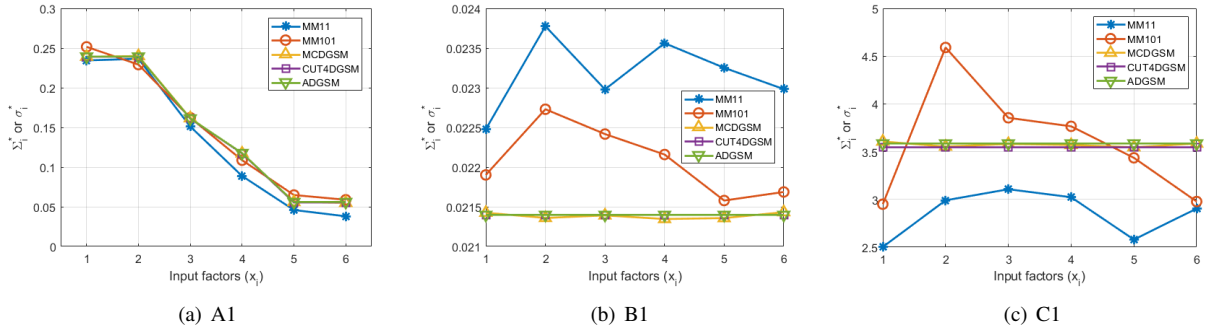 0.3
0.25
0.2
0.15
0.1
0.05
0
Σi* or σi*
1 2 3 4 5 6
Input factors (xi)
MM11
MM101
MCDGSM
CUT4DGSM
ADGSM
(a) A1
0.024
0.0235
0.023
0.0225
0.022
0.0215
0.021
Σi* or σi*
1 2 3 4 5 6
Input factors (xi)
MM11
MM101
MCDGSM
CUT4DGSM
ADGSM
(b) B1
5
4.5
4
3.5
3
2.5
Σi* or σi*
1 2 3 4 5 6
Input factors (xi)
MM11
MM101
MCDGSM
CUT4DGSM
ADGSM
(c) C1